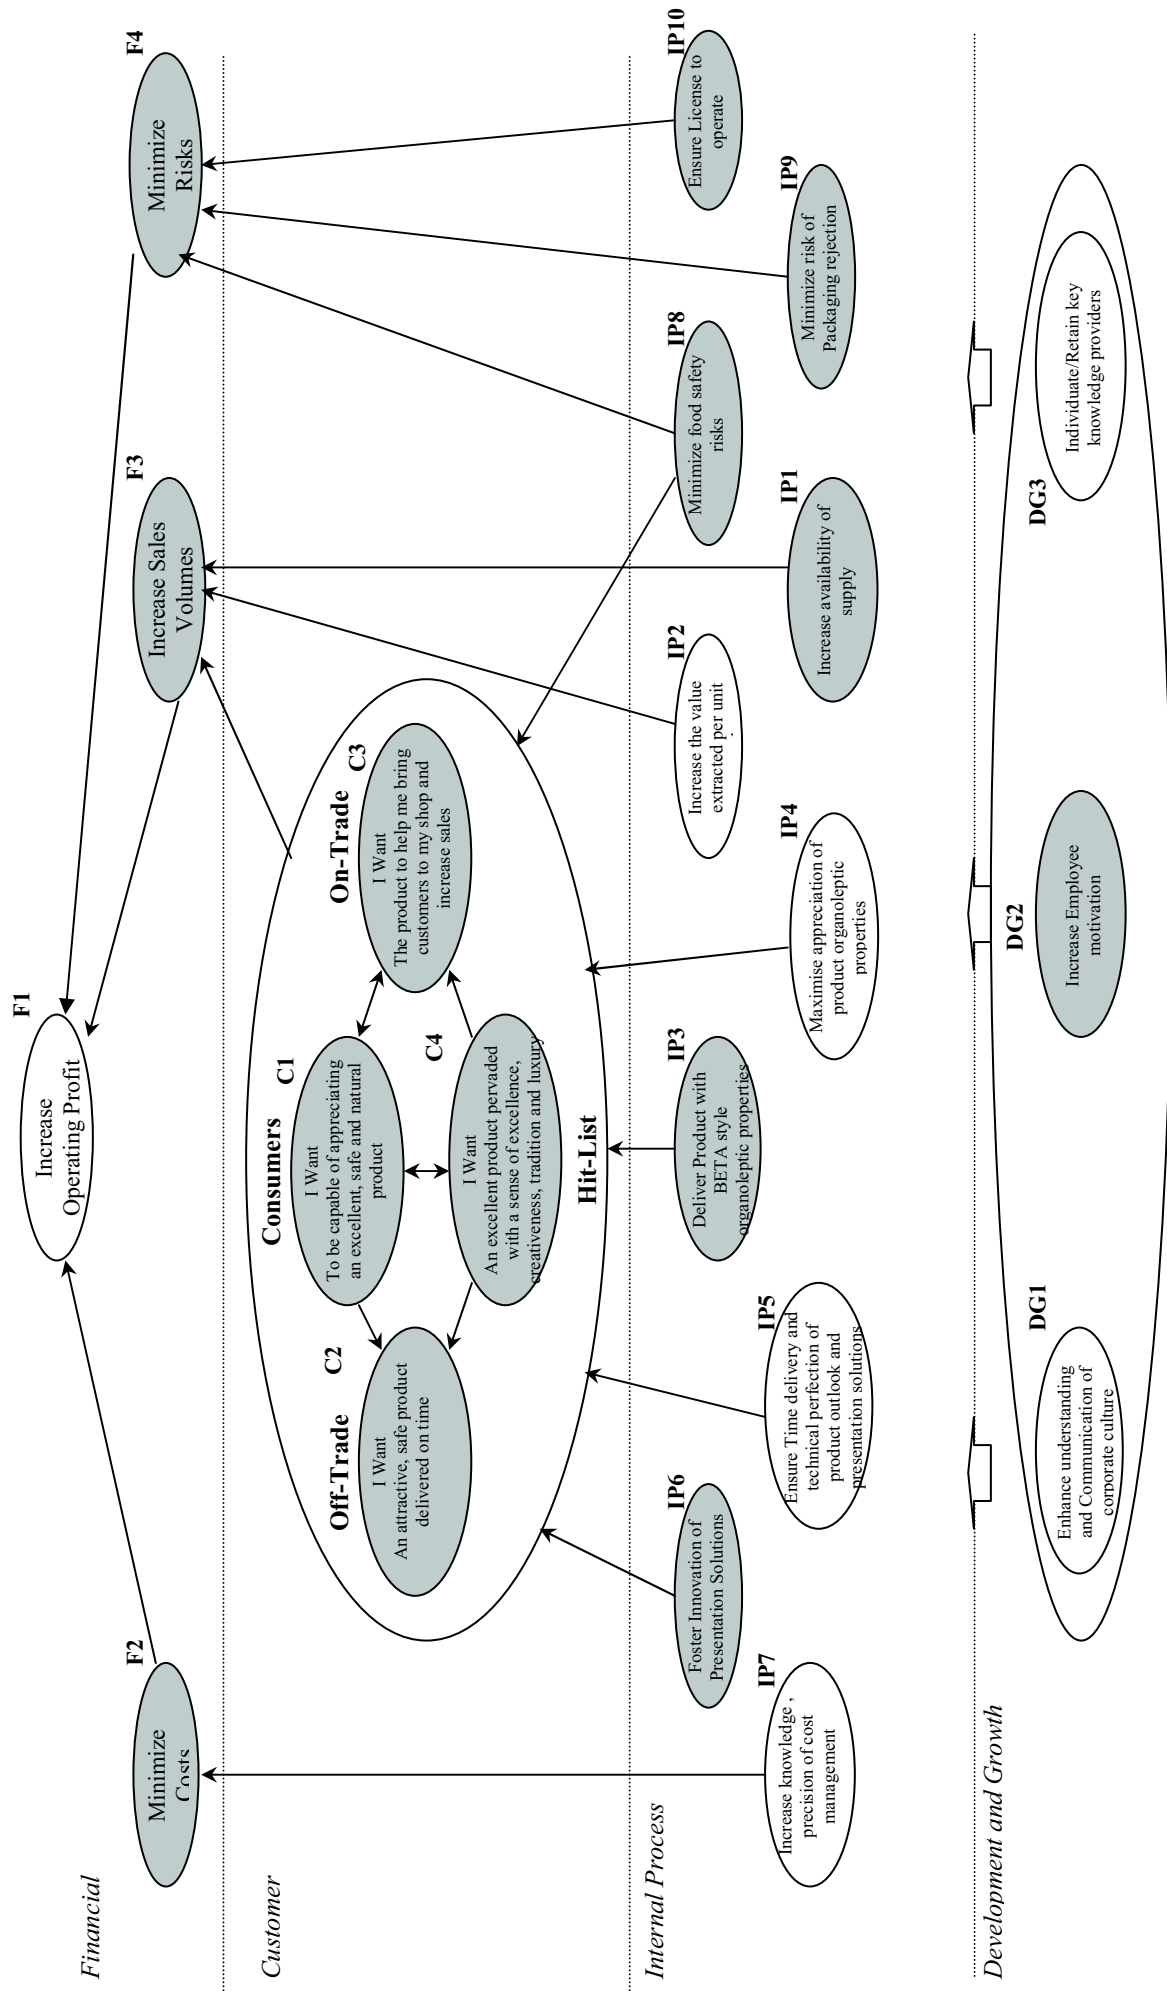 Financial
F1
Increase
Operating Profit
F2
Minimize
Costs
F3
Increase Sales
Volumes
F4
Minimize
Risks
Customer
Consumers
C1
I Want
To be capable of appreciating
an excellent, safe and natural
product
Off-Trade
C2
I Want
An attractive, safe product
delivered on time
On-Trade
C3
I Want
The product to help me bring
customers to my shop and
increase sales
C4
I Want
An excellent product pervaded
with a sense of excellence,
creativeness, tradition and luxury
Hit-List
Internal Process
IP7
Increase knowledge ,
precision of cost
management
IP6
Foster Innovation of
Presentation Solutions
IP5
Ensure Time delivery and
technical perfection of
product outlook and
presentation solutions
IP3
Deliver Product with
BETA style
organoleptic properties
IP4
Maximise appreciation of
product organoleptic
properties
IP2
Increase the value
extracted per unit
IP1
Increase availability of
supply
IP8
Minimize food safety
risks
IP9
Minimize risk of
Packaging rejection
IP10
Ensure License to
operate
Development and Growth
DG1
Enhance understanding
and Communication of
corporate culture
DG2
Increase Employee
motivation
DG3
Individuate/Retain key
knowledge providers